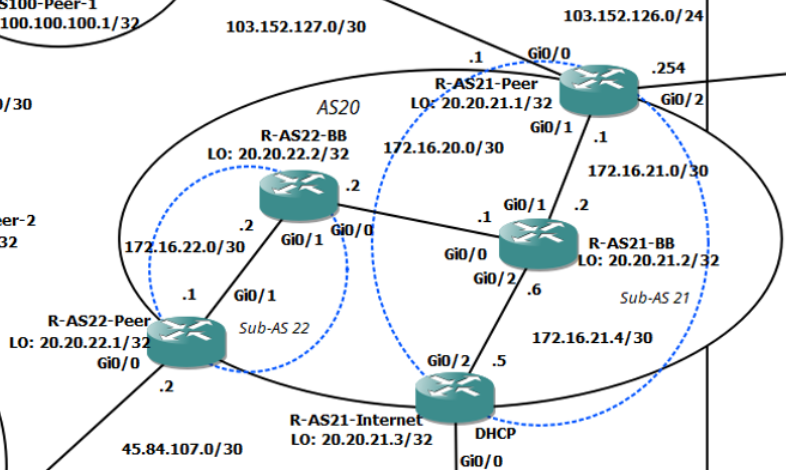 S100-Peer-1
100.100.100.1/32
103.152.127.0/30
103.152.126.0/24
.1
Gi0/0
.254
R-AS21-Peer
LO: 20.20.21.1/32
Gi0/2
/30
AS20
Gi0/1
.1
R-AS22-BB
LO: 20.20.22.2/32
172.16.20.0/30
172.16.21.0/30
.2
Gi0/1
.2
.2
.1
Gi0/0
Gi0/1
Gi0/0
R-AS21-BB
LO: 20.20.21.2/32
eer-2
32
172.16.22.0/30
Gi0/2
.6
.1
Gi0/1
Sub-AS 21
R-AS22-Peer
LO: 20.20.22.1/32
Gi0/0
Sub-AS 22
172.16.21.4/30
.2
Gi0/2
.5
R-AS21-Internet
LO: 20.20.21.3/32
DHCP
45.84.107.0/30
Gi0/0